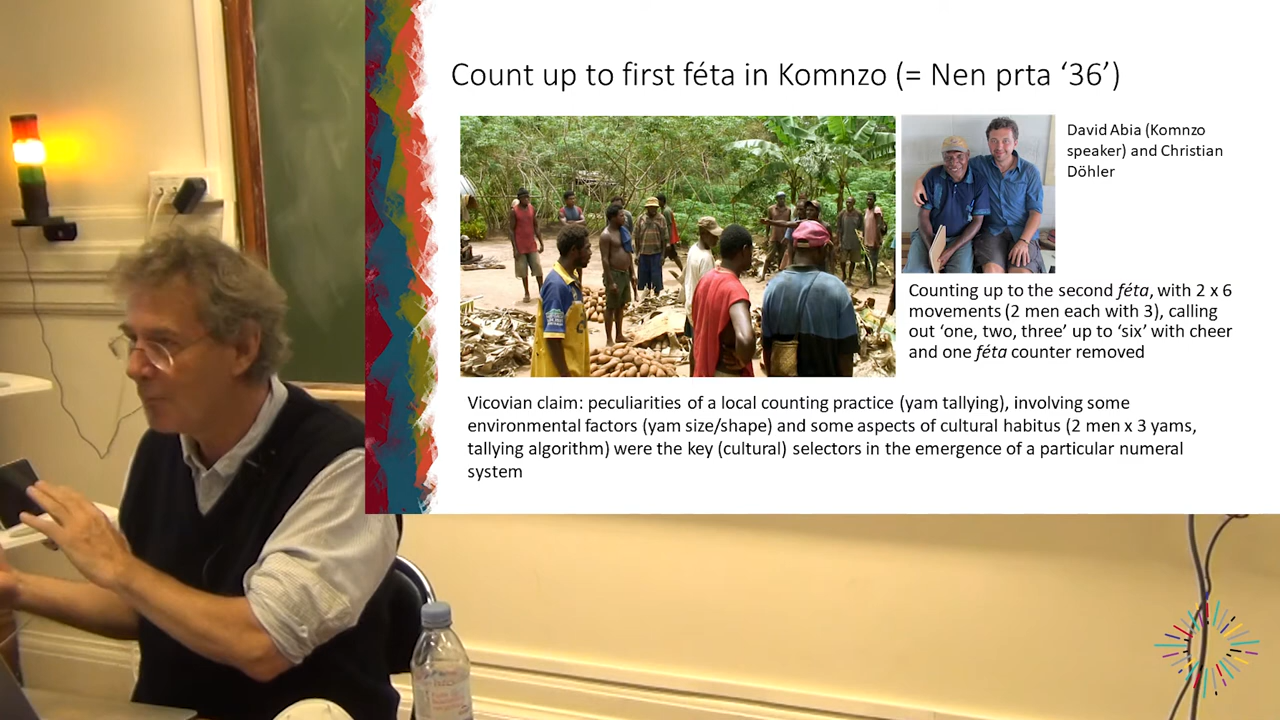 Count up to first féta in Komnzo (= Nen prta ‘36’)
David Abia (Komnzo
speaker) and Christian
Döhler
Counting up to the second féta, with 2 x 6
movements (2 men each with 3), calling
out ‘one, two, three’ up to ‘six’ with cheer
and one féta counter removed
Vicovian claim: peculiarities of a local counting practice (yam tallying), involving some
environmental factors (yam size/shape) and some aspects of cultural habitus (2 men x 3 yams,
tallying algorithm) were the key (cultural) selectors in the emergence of a particular numeral
system